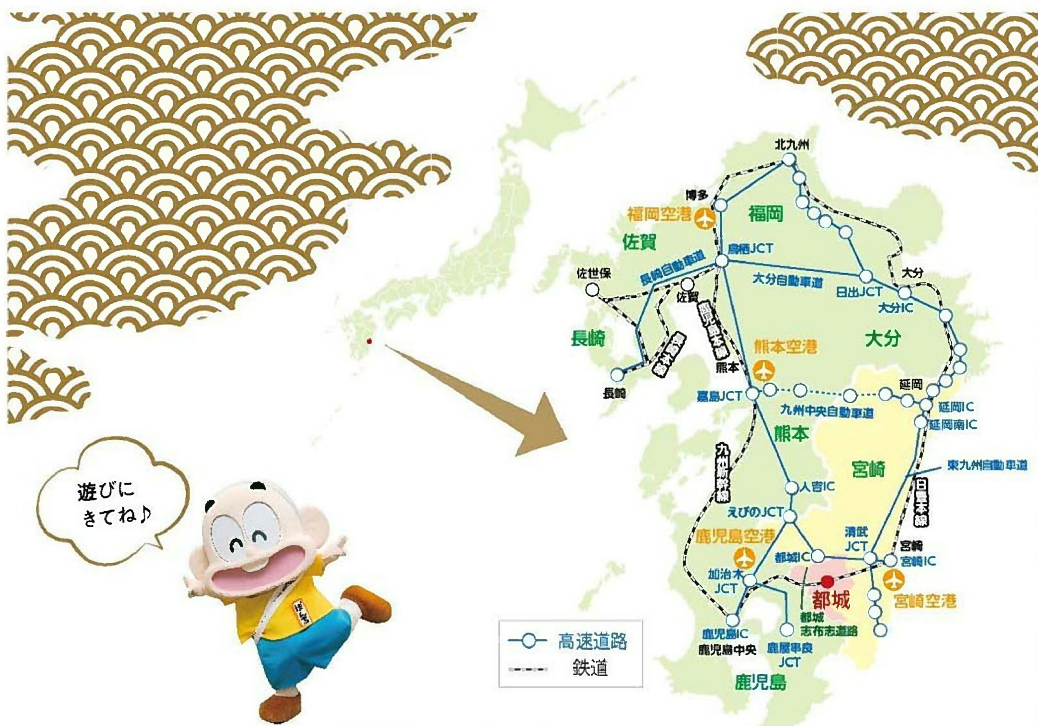 北九州
博多
福岡空港
福岡
佐賀
鳥栖JCT
長崎自動車道
佐世保
佐賀
大分自動車道
日出JCT
大分
大分IC
鹿児島本線
長崎
長崎本線
長崎
熊本
熊本空港
大分
嘉島JCT
九州中央自動車道
延岡
延岡IC
延岡南IC
熊本
宮崎
九州新幹線
東九州自動車道
日豊本線
人吉IC
えびのJCT
遊びに
きてね♪
鹿児島空港
都城IC
清武
JCT
宮崎
宮崎IC
加治木
JCT
都城
宮崎空港
都城
志布志道路
鹿児島IC
鹿児島中央
鹿屋串良
JCT
鹿児島
高速道路
鉄道